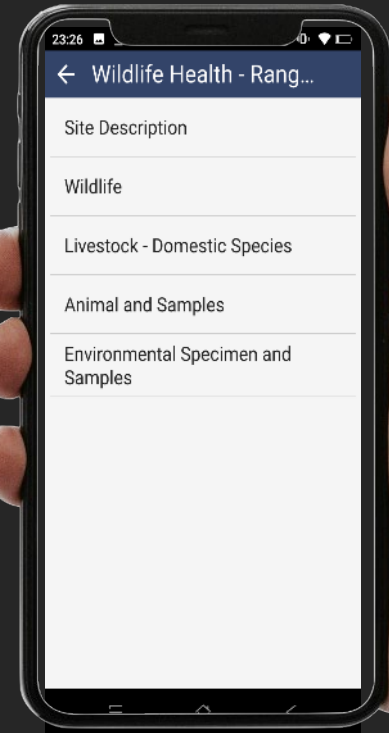 23:26
Wildlife Health - Rang...
Site Description
Wildlife
Livestock - Domestic Species
Animal and Samples
Environmental Specimen and
Samples